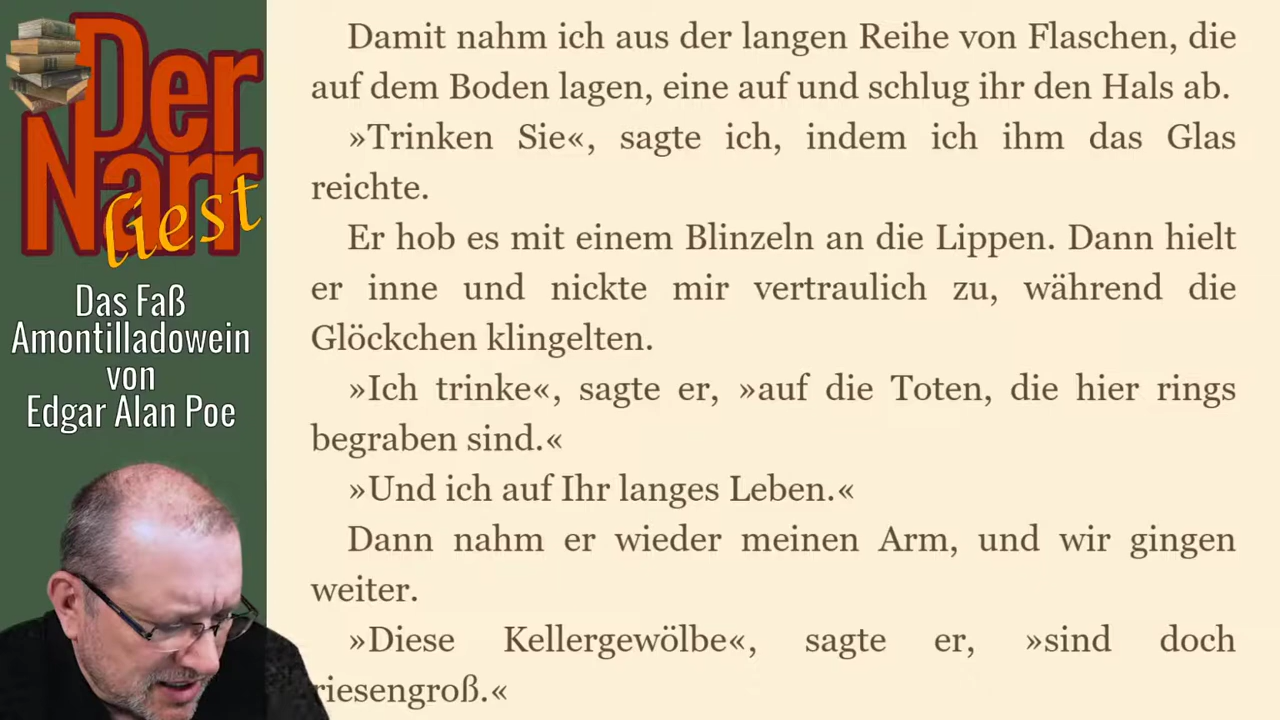 Der
Narr
liest
Das Faß
Amontilladowein
von
Edgar Alan Poe
Damit nahm ich aus der langen Reihe von Flaschen, die
auf dem Boden lagen, eine auf und schlug ihr den Hals ab.
»Trinken Sie«, sagte ich, indem ich ihm das Glas
reichte.
Er hob es mit einem Blinzeln an die Lippen. Dann hielt
er inne und nickte mir vertraulich zu, während die
Glöckchen klingelten.
»Ich trinke«, sagte er, »auf die Toten, die hier rings
begraben sind.«
»Und ich auf Ihr langes Leben.«
Dann nahm er wieder meinen Arm, und wir gingen
weiter.
»Diese Kellergewölbe«, sagte er, »sind doch
riesengroß.«